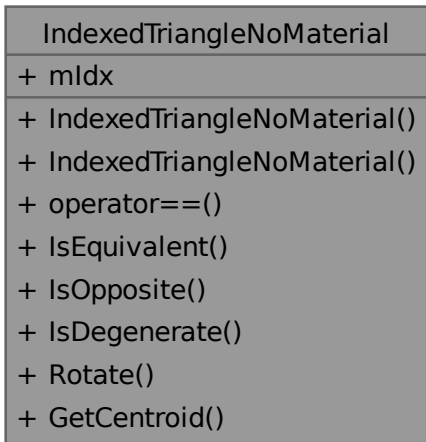 IndexedTriangleNoMaterial
+ mIdx
+ IndexedTriangleNoMaterial()
+ IndexedTriangleNoMaterial()
+ operator==()
+ IsEquivalent()
+ IsOpposite()
+ IsDegenerate()
+ Rotate()
+ GetCentroid()